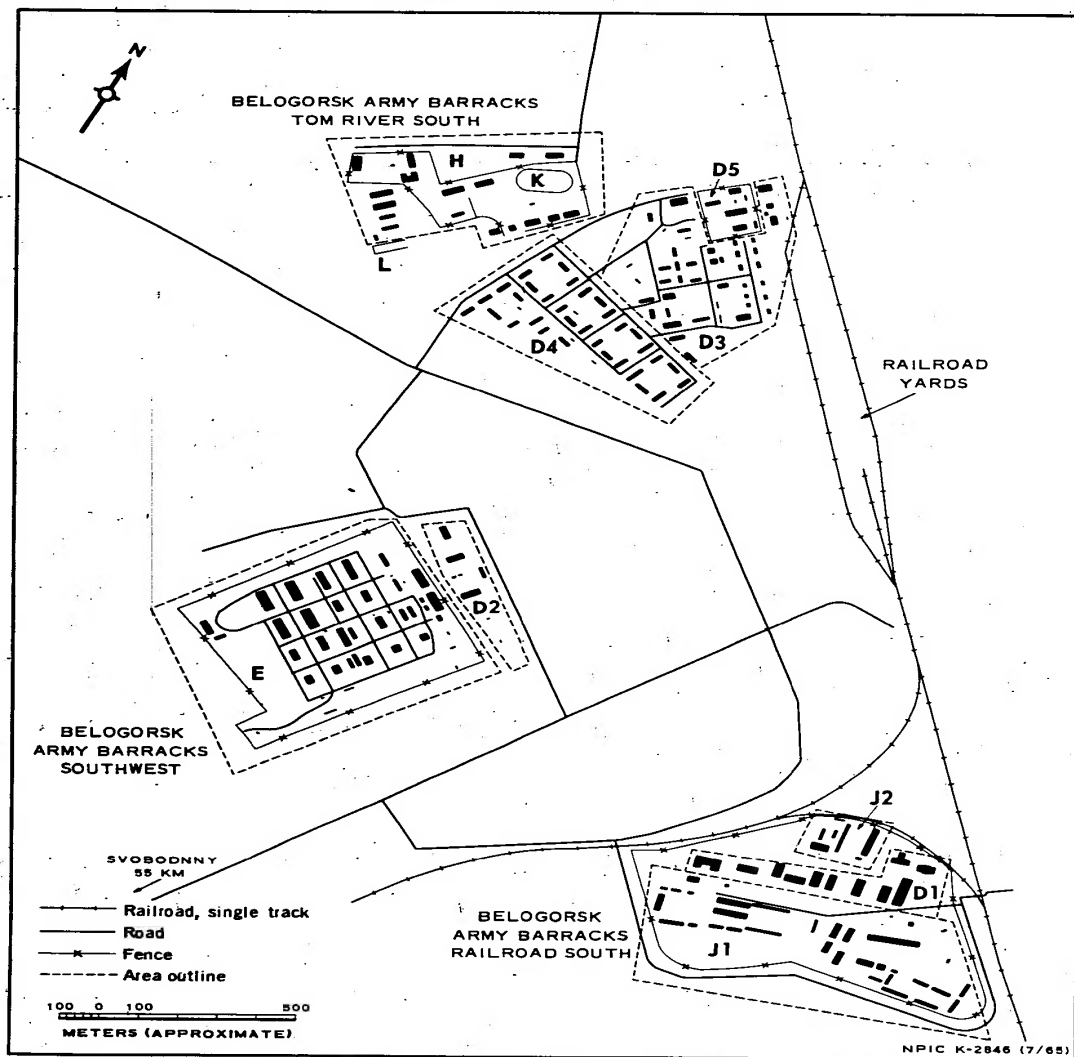 N
BELOGORSK ARMY BARRACKS
TOM RIVER SOUTH
H
K
L
D5
D4
D3
RAILROAD
YARDS
D2
E
BELOGORSK
ARMY BARRACKS
SOUTHWEST
J2
D1
SVOBODNNY
55 KM
BELOGORSK
ARMY BARRACKS
RAILROAD SOUTH
J1
Railroad, single track
Road
Fence
Area outline
100 0 100 500
METERS (APPROXIMATE)
NPIC K-2846 (7/65)